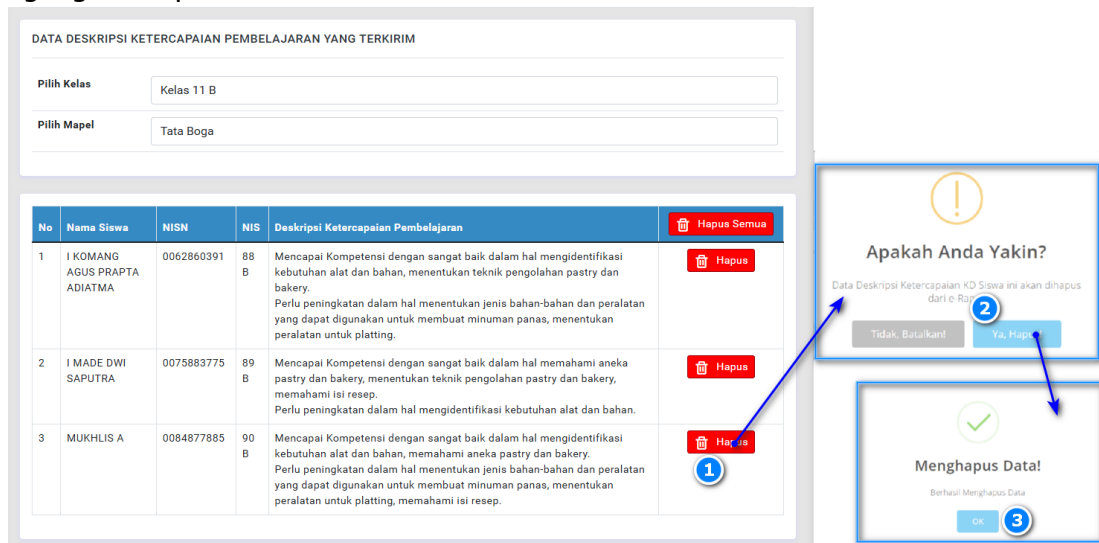 DATA DESKRIPSI KETERCAPAIAN PEMBELAJARAN YANG TERKIRIM
Pilih Kelas
Kelas 11 B
Pilih Mapel
Tata Boga
No Nama Siswa NISN NIS Deskripsi Ketercapaian Pembelajaran Hapus Semua
1 I KOMANG 0062860391 88 Mencapai Kompetensi dengan sangat baik dalam hal mengidentifikasi Hapus
AGUS PRAPTA B kebutuhan alat dan bahan, menentukan teknik pengolahan pastry dan
ADIATMA bakery.
Perlu peningkatan dalam hal menentukan jenis bahan-bahan dan peralatan
yang dapat digunakan untuk membuat minuman panas, menentukan
peralatan untuk platting.
2 I MADE DWI 0075883775 89 Mencapai Kompetensi dengan sangat baik dalam hal memahami aneka Hapus
SAPUTRA B pastry dan bakery, menentukan teknik pengolahan pastry dan bakery,
memahami isi resep.
Perlu peningkatan dalam hal mengidentifikasi kebutuhan alat dan bahan.
3 MUKHLIS A 0084877885 90 Mencapai Kompetensi dengan sangat baik dalam hal mengidentifikasi Hapus
B kebutuhan alat dan bahan, memahami aneka pastry dan bakery.
Perlu peningkatan dalam hal menentukan jenis bahan-bahan dan peralatan
yang dapat digunakan untuk membuat minuman panas, menentukan
peralatan untuk platting, memahami isi resep.
1
Apakah Anda Yakin?
Data Deskripsi Ketercapaian KD Siswa ini akan dihapus
dari
2
Tidak, Batalkan! Ya,
Menghapus Data!
Berhasil Menghapus Data
OK 3